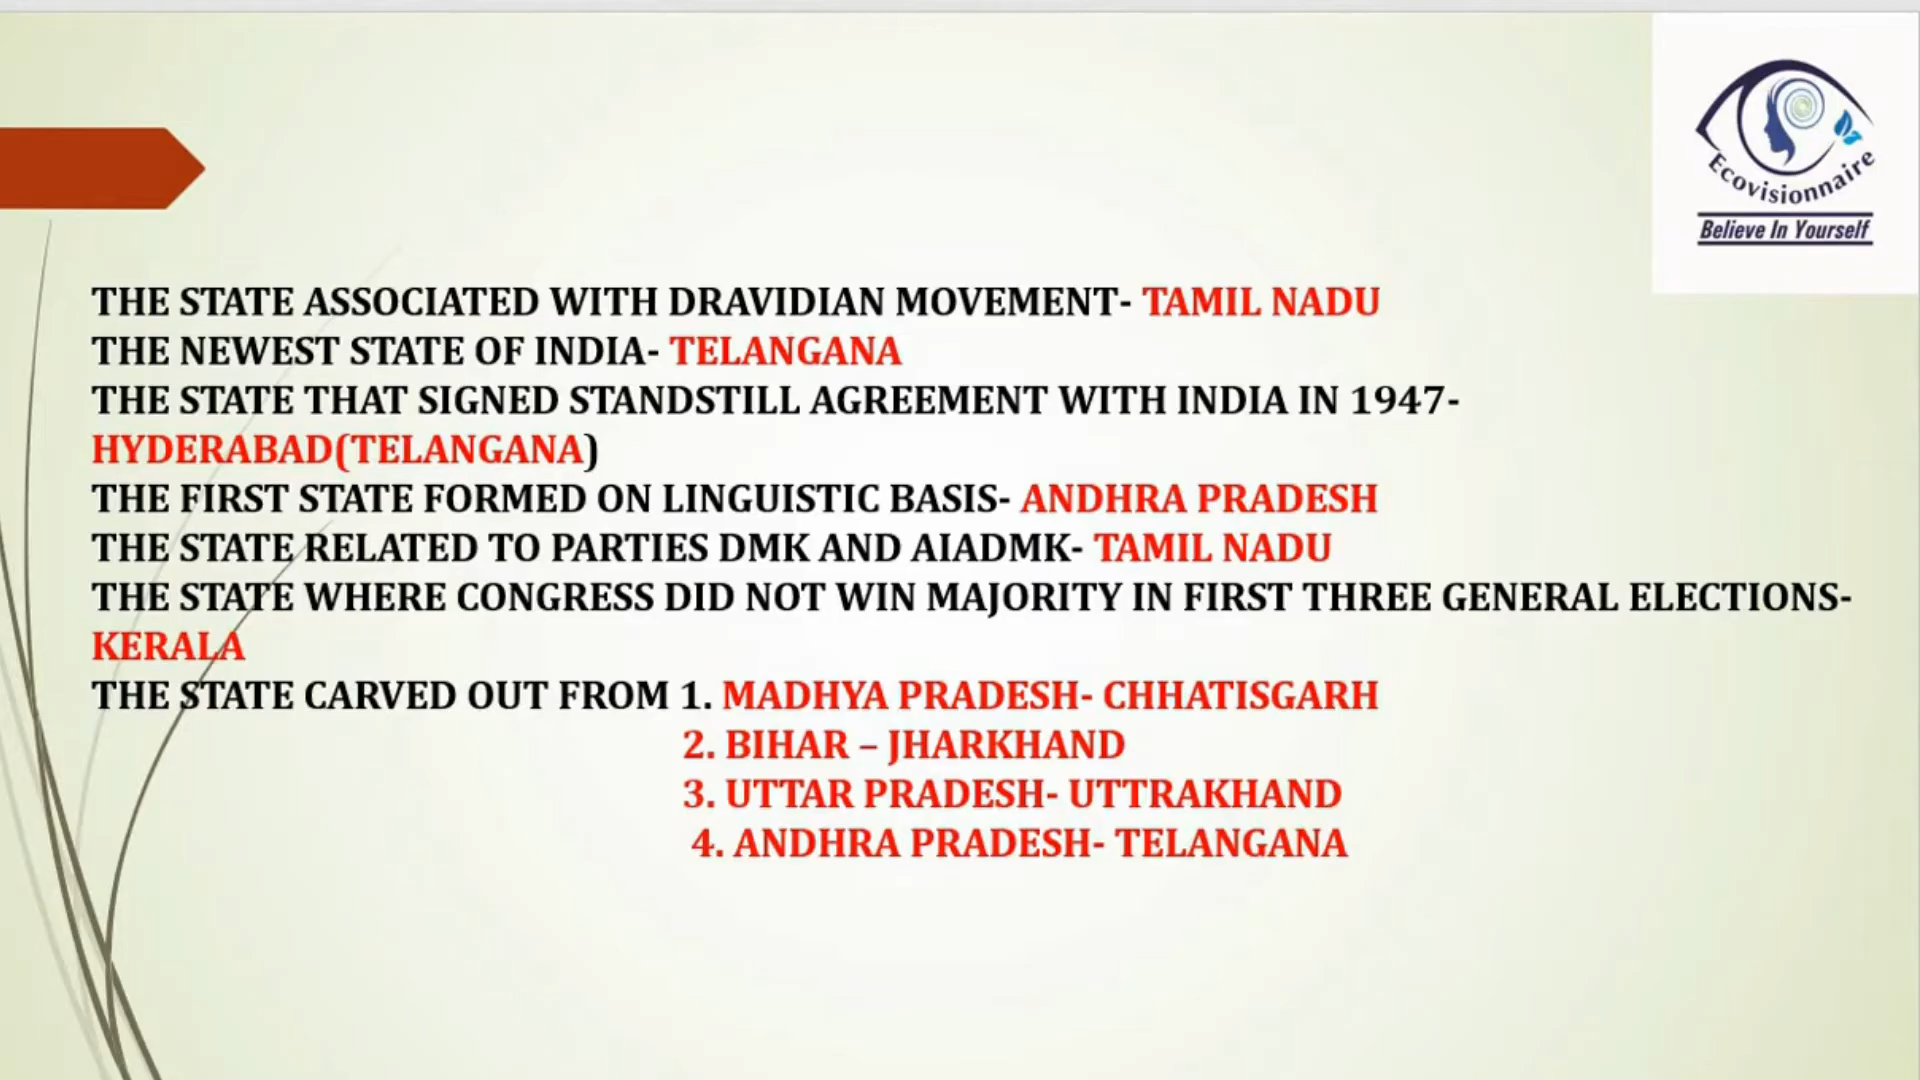 Ecovisionnaire
Believe In Yourself
THE STATE ASSOCIATED WITH DRAVIDIAN MOVEMENT- TAMIL NADU
THE NEWEST STATE OF INDIA- TELANGANA
THE STATE THAT SIGNED STANDSTILL AGREEMENT WITH INDIA IN 1947-
HYDERABAD(TELANGANA)
THE FIRST STATE FORMED ON LINGUISTIC BASIS- ANDHRA PRADESH
THE STATE RELATED TO PARTIES DMK AND AIADMK- TAMIL NADU
THE STATE WHERE CONGRESS DID NOT WIN MAJORITY IN FIRST THREE GENERAL ELECTIONS-
KERALA
THE STATE CARVED OUT FROM 1. MADHYA PRADESH- CHHATISGARH
2. BIHAR – JHARKHAND
3. UTTAR PRADESH- UTTRAKHAND
4. ANDHRA PRADESH- TELANGANA